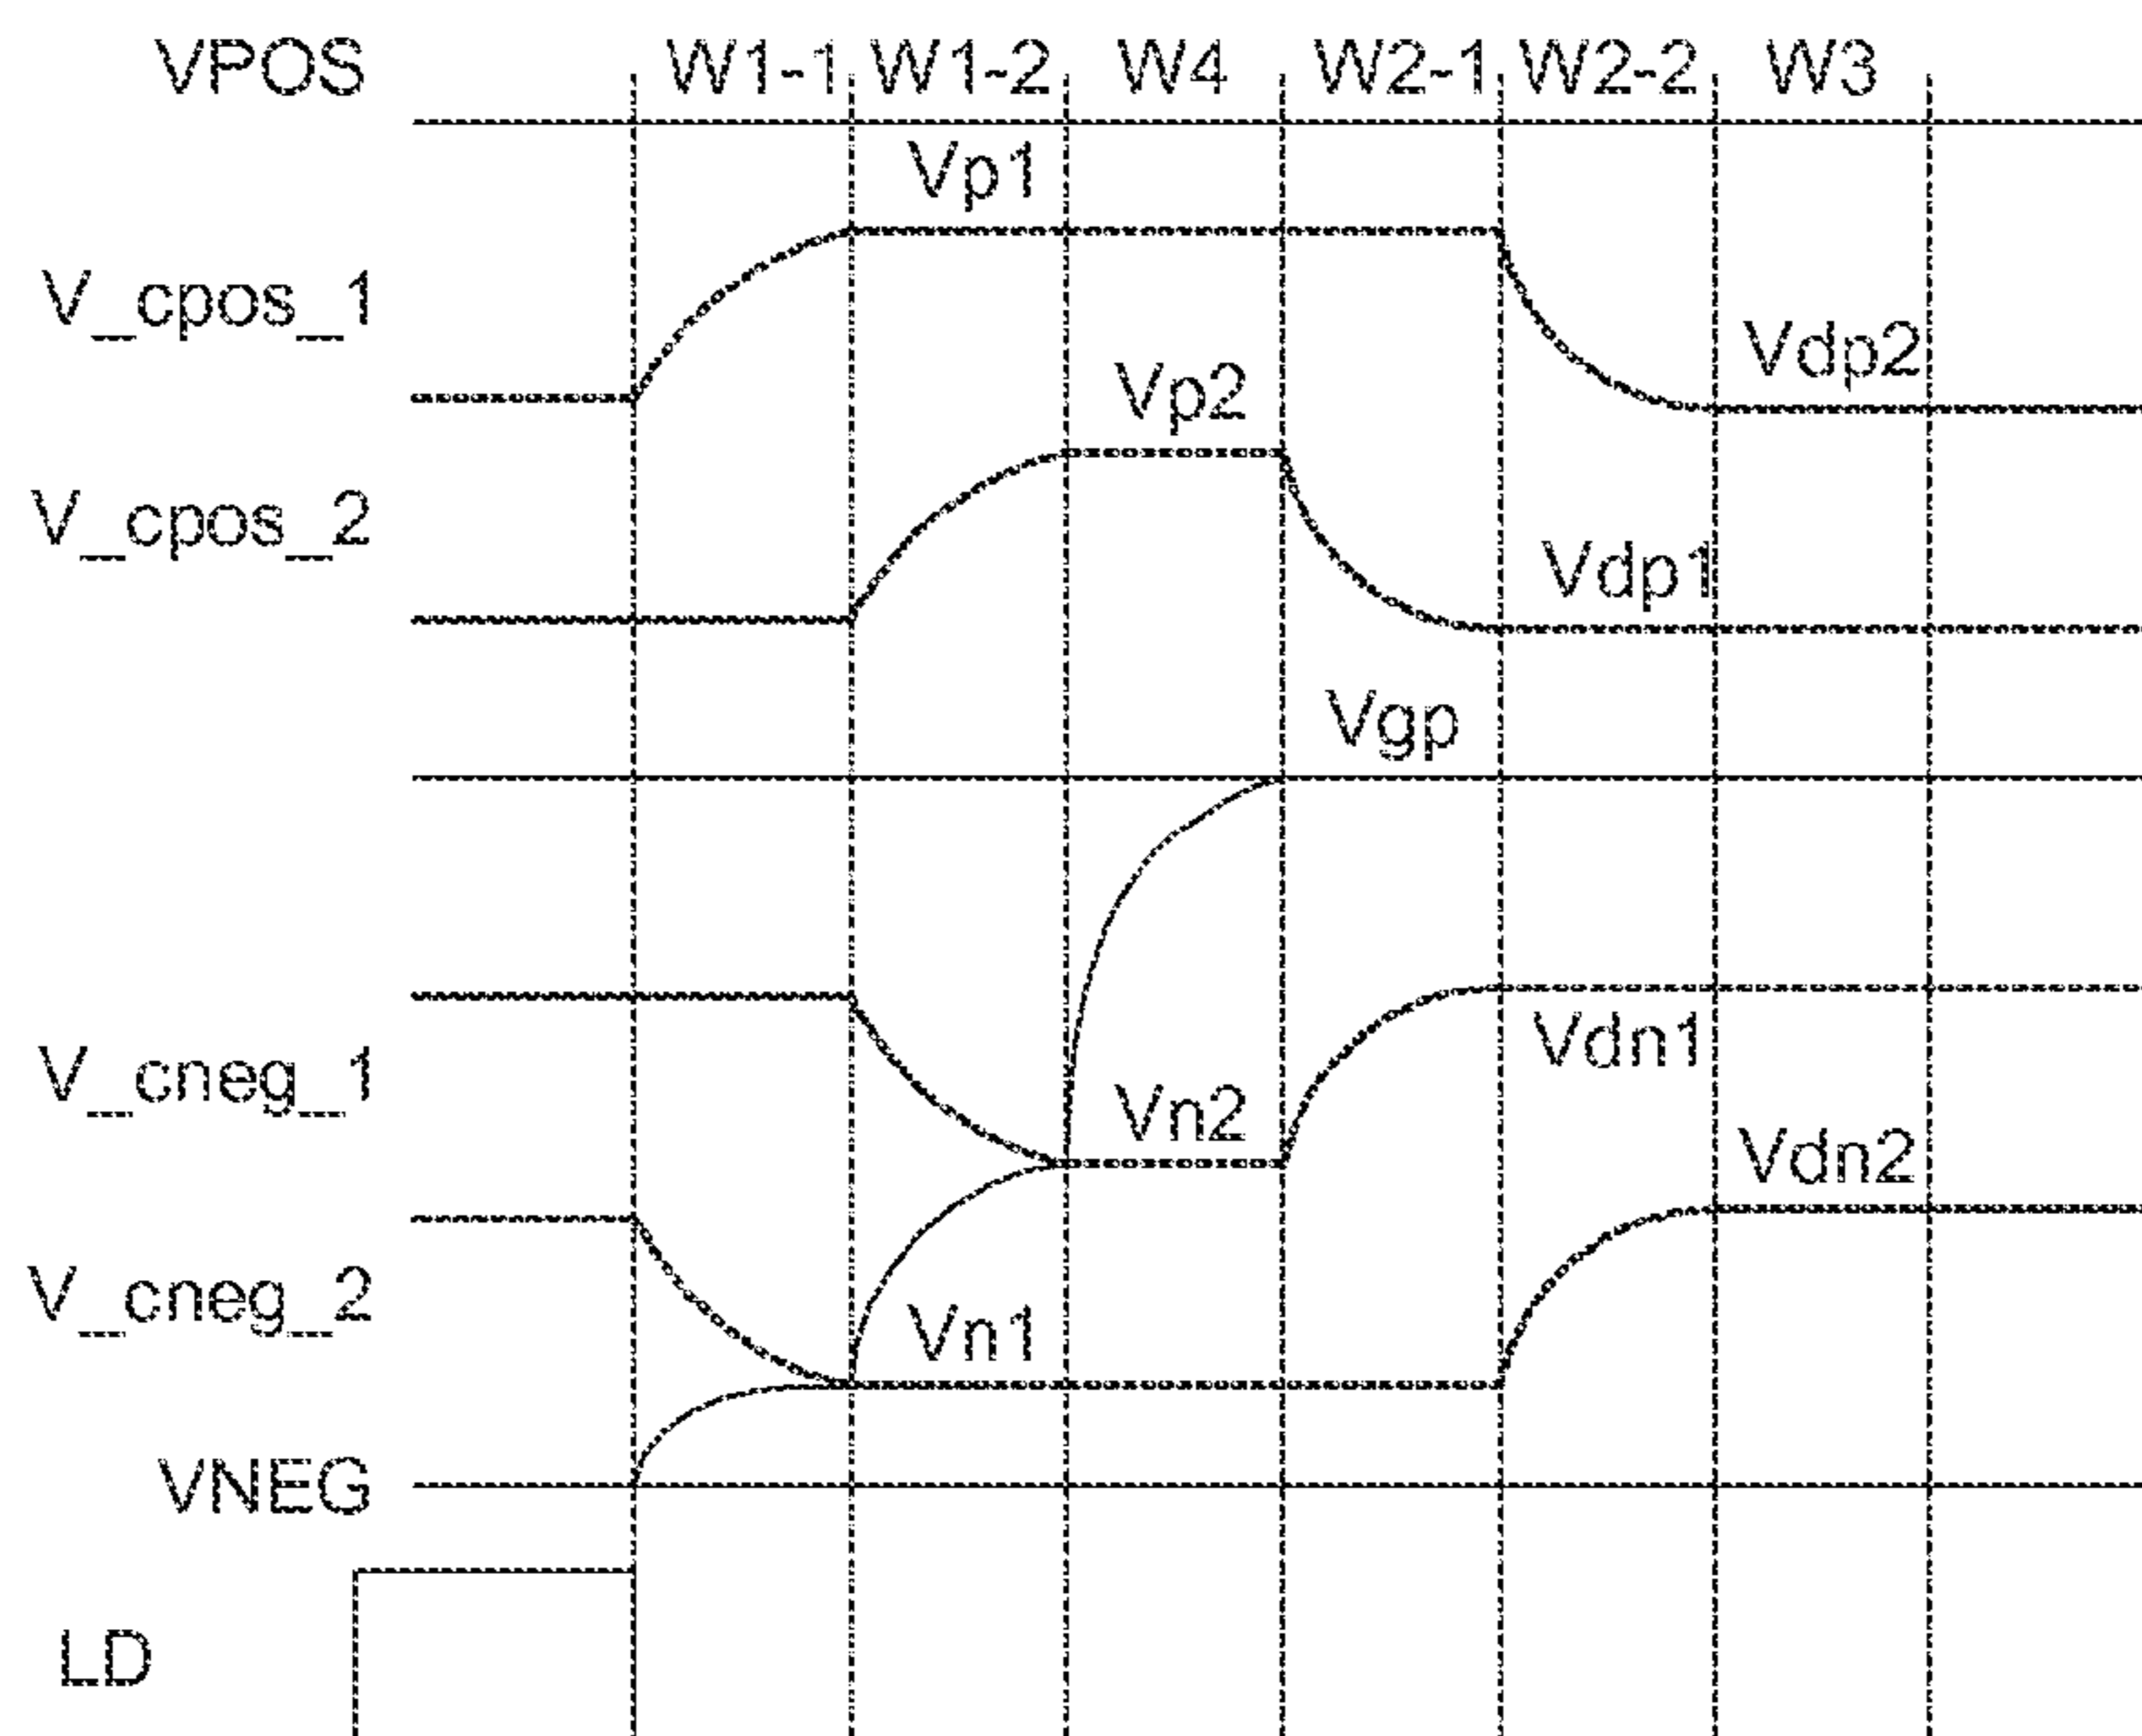 VPOS W1-1 W1-2 W4 W2-1 W2-2 W3
Vp1
V_cpos_1
Vdp2
Vp2
V_cpos_2
Vdp1
Vgp
Vdn1
V_cneg_1
Vn2
Vdn2
V_cneg_2
Vn1
VNEG
LD